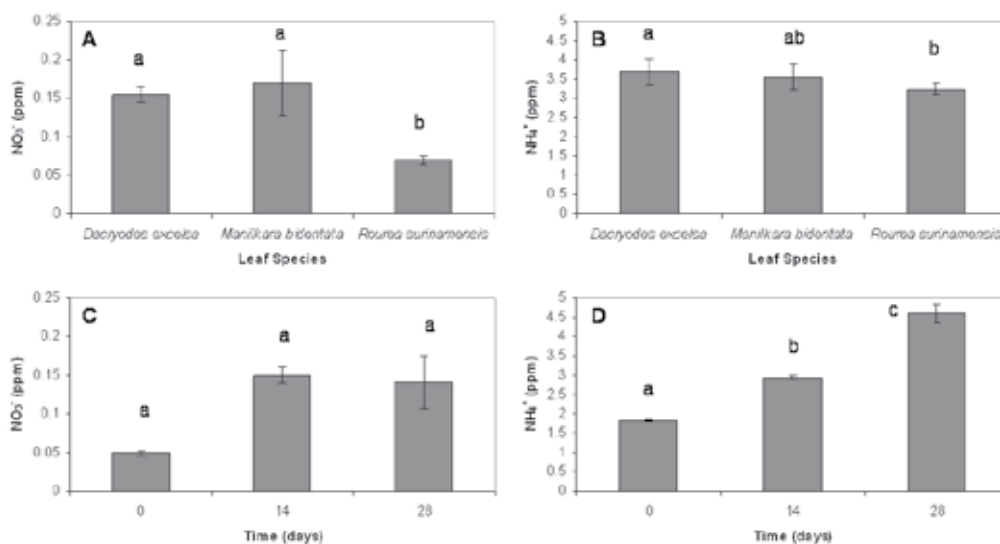 A
0.25
0.2
0.15
0.1
0.05
0
NO₃⁻ (ppm)
a
a
b
Dacryodes excelsa
Manilkara bidentata
Rourea surinamensis
Leaf Species
B
5
4.5
4
3.5
3
2.5
2
1.5
1
0.5
0
NH₄⁺ (ppm)
a
ab
b
Dacryodes excelsa
Manilkara bidentata
Rourea surinamensis
Leaf Species
C
0.25
0.2
0.15
0.1
0.05
0
NO₃⁻ (ppm)
a
a
a
0
14
28
Time (days)
D
5
4.5
4
3.5
3
2.5
2
1.5
1
0.5
0
NH₄⁺ (ppm)
a
b
c
0
14
28
Time (days)